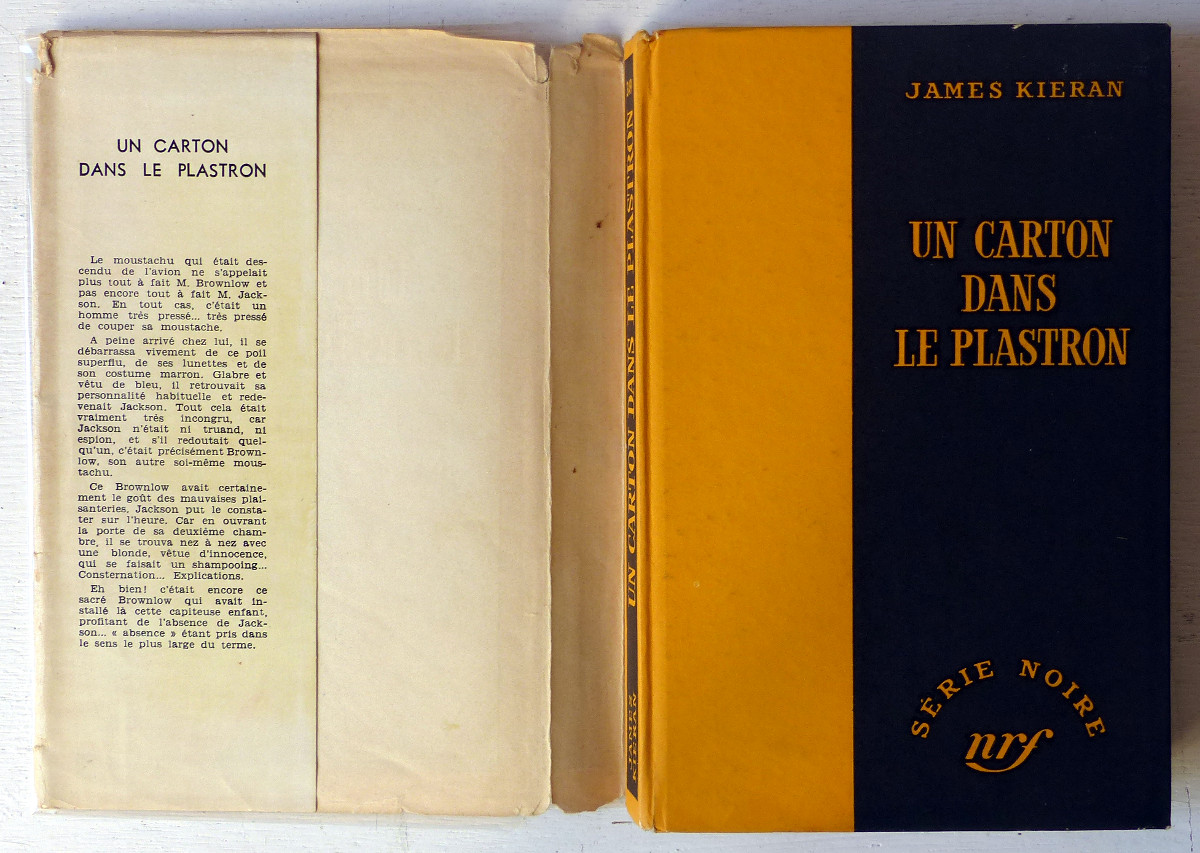 UN CARTON
DANS LE PLASTRON
Le moustachu qui était des-
cendu de l'avion ne s'appelait
plus tout à fait M. Brownlow et
pas encore tout à fait M. Jack-
son. En tout cas, c'était un
homme très pressé... très pressé
de couper sa moustache.
A peine arrivé chez lui, il se
débarrassa vivement de ce poil
superflu, de ses lunettes et de
son costume marron. Glabre et
vêtu de bleu, il retrouvait sa
personnalité habituelle et rede-
venait Jackson. Tout cela était
vraiment très incongru, car
Jackson n'était ni truand, ni
espion, et s'il redoutait quel-
qu'un, c'était précisément Brown-
low, son autre soi-même mous-
tachu.
Ce Brownlow avait certaine-
ment le goût des mauvaises plai-
santeries. Jackson put le consta-
ter sur l'heure. Car en ouvrant
la porte de sa deuxième cham-
bre, il se trouva nez à nez avec
une blonde, vêtue d'innocence,
qui se faisait un shampooing...
Consternation... Explications.
Eh bien! c'était encore ce
sacré Brownlow qui avait in-
stallé là cette capiteuse enfant,
profitant de l'absence de Jack-
son... « absence » étant pris dans
le sens le plus large du terme.
JAMES
KIERAN
UN CARTON DANS LE PLASTRON
JAMES KIERAN
UN CARTON
DANS
LE PLASTRON
SÉRIE NOIRE
nrf